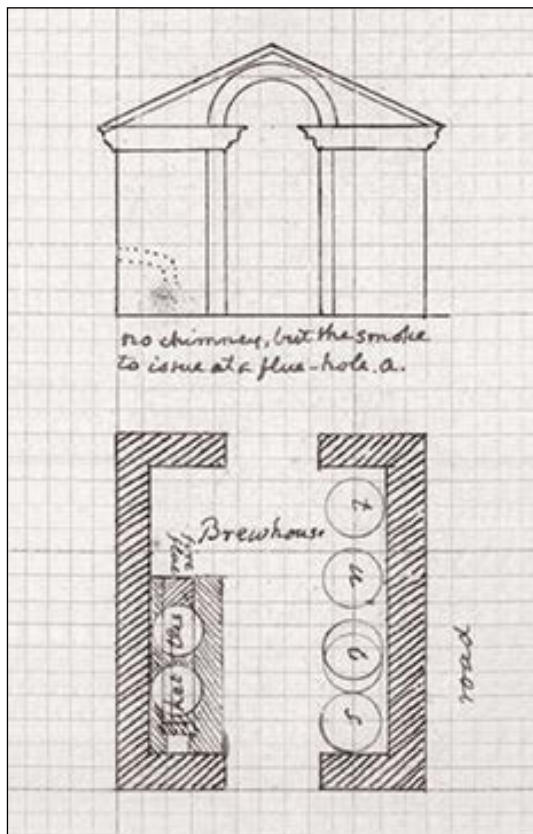 no chimney, but the smoke
to issue at a flue-hole. a.
Brewhouse
t
u
b
s
road